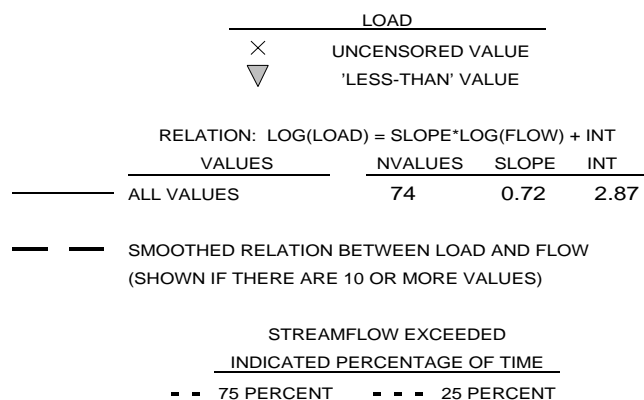 LOAD
UNCENSORED VALUE
'LESS-THAN' VALUE
RELATION: LOG(LOAD) = SLOPE*LOG(FLOW) + INT
VALUES NVALUES SLOPE INT
ALL VALUES 74 0.72 2.87
SMOOTHED RELATION BETWEEN LOAD AND FLOW
(SHOWN IF THERE ARE 10 OR MORE VALUES)
STREAMFLOW EXCEEDED
INDICATED PERCENTAGE OF TIME
75 PERCENT 25 PERCENT